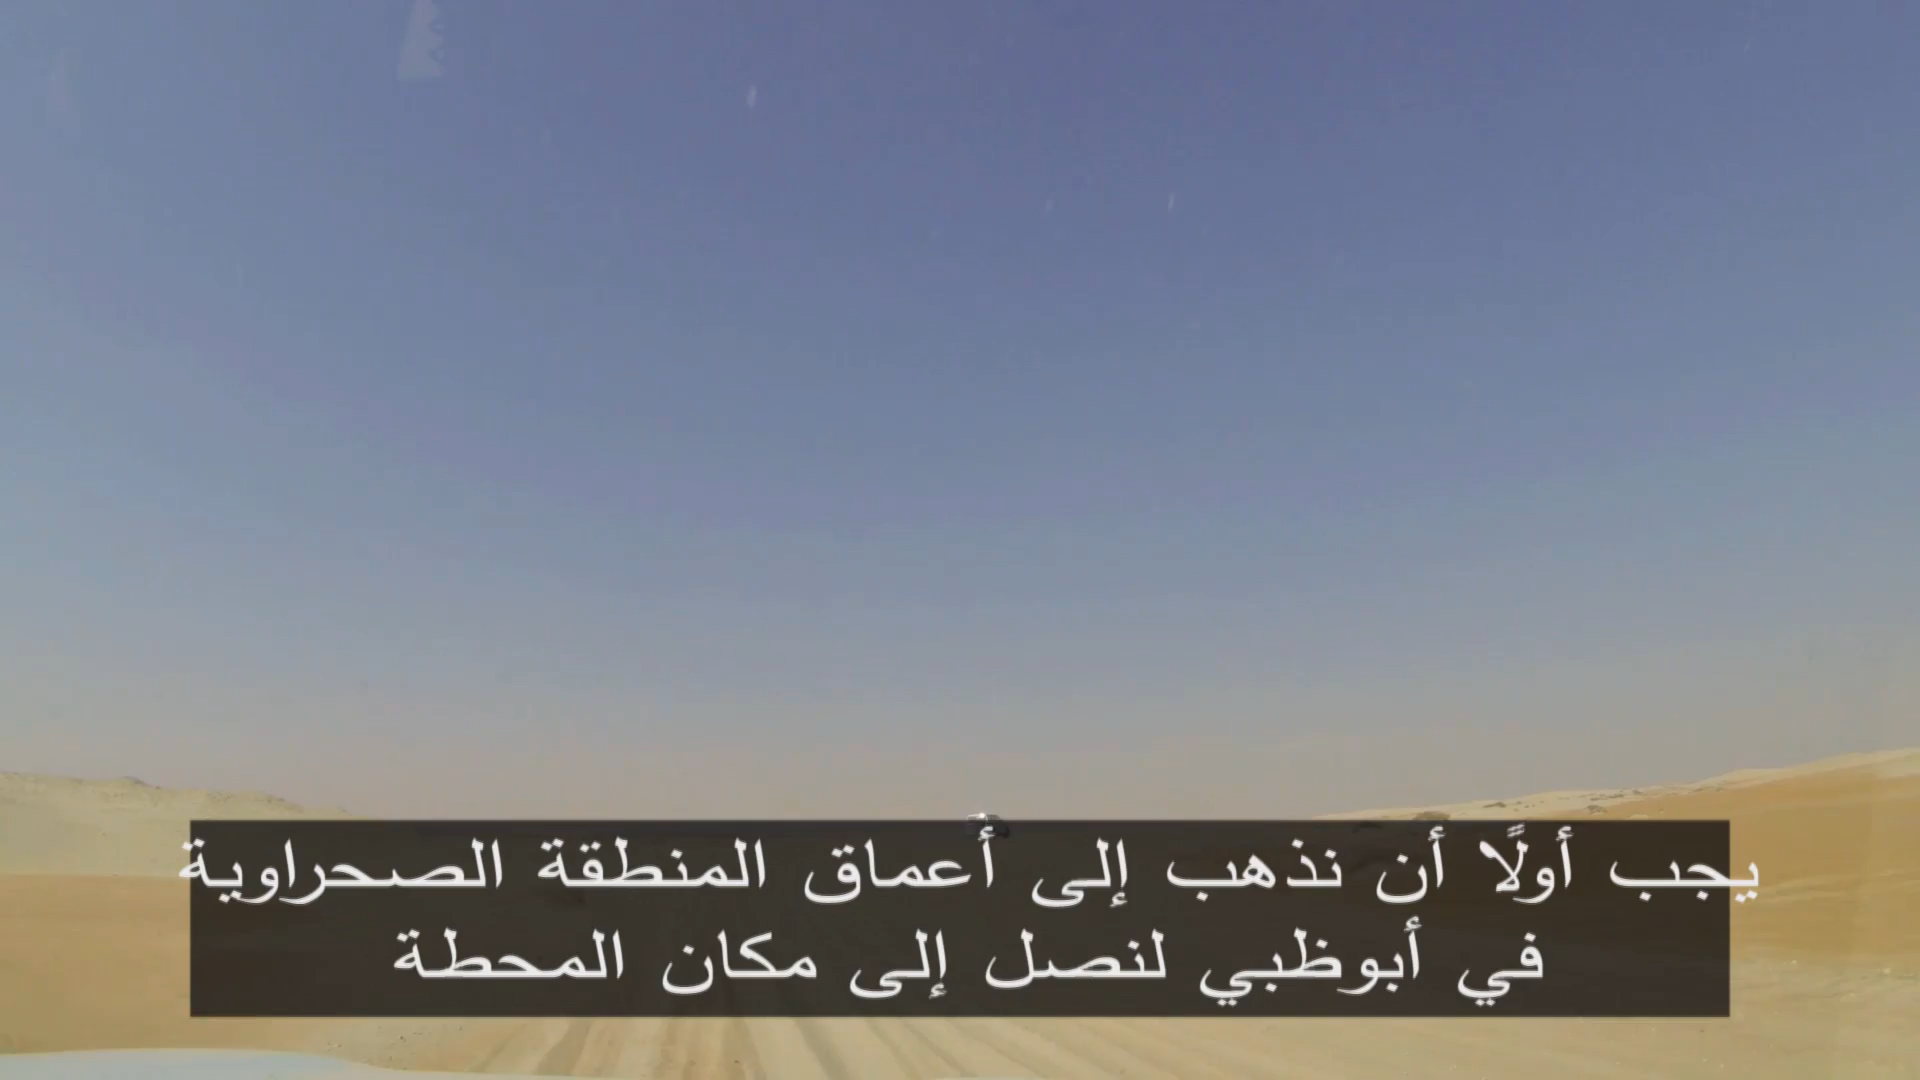 يجب أولًا أن نذهب إلى أعماق المنطقة الصحراوية
في أبوظبي لنصل إلى مكان المحطة